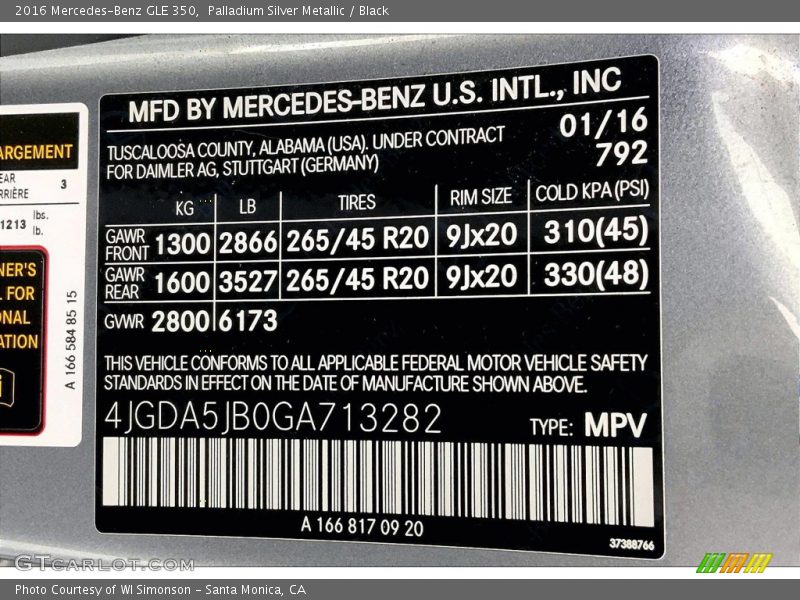 2016 Mercedes-Benz GLE 350, Palladium Silver Metallic / Black
MFD BY MERCEDES-BENZ U.S. INTL., INC
TUSCALOOSA COUNTY, ALABAMA (USA). UNDER CONTRACT
FOR DAIMLER AG, STUTTGART (GERMANY)
01/16
792
KG LB TIRES RIM SIZE COLD KPA (PSI)
GAWR FRONT 1300 2866 265/45 R20 9Jx20 310(45)
GAWR REAR 1600 3527 265/45 R20 9Jx20 330(48)
GVWR 2800 6173
THIS VEHICLE CONFORMS TO ALL APPLICABLE FEDERAL MOTOR VEHICLE SAFETY
STANDARDS IN EFFECT ON THE DATE OF MANUFACTURE SHOWN ABOVE.
4JGDA5JB0GA713282
TYPE: MPV
A 166 817 09 20
37388766
ARGEMENT
EAR
RRIÈRE
3
1213 lbs.
lb.
NER'S
L FOR
ONAL
ATION
i
A 166 584 85 15
GTCARLOT.COM
Photo Courtesy of WI Simonson - Santa Monica, CA